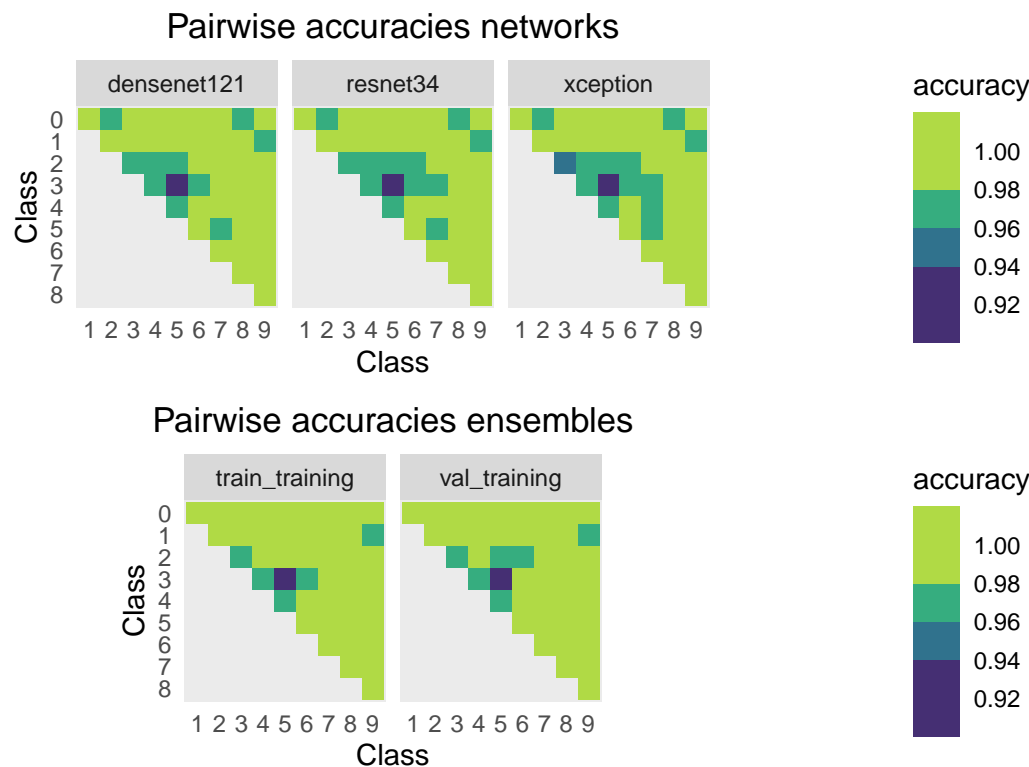 Pairwise accuracies networks
densenet121 resnet34 xception
accuracy
0
1
2
3
4
5
6
7
8
Class
1 2 3 4 5 6 7 8 9 1 2 3 4 5 6 7 8 9 1 2 3 4 5 6 7 8 9
Class
1.00
0.98
0.96
0.94
0.92
Pairwise accuracies ensembles
train_training val_training
accuracy
0
1
2
3
4
5
6
7
8
Class
1 2 3 4 5 6 7 8 9 1 2 3 4 5 6 7 8 9
Class
1.00
0.98
0.96
0.94
0.92